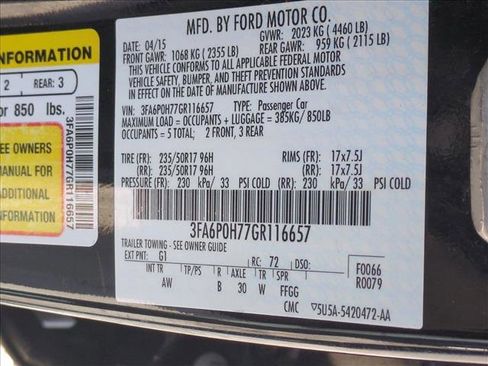 INFORMATION
2 REAR: 3
or 850 lbs.
EE OWNERS
MANUAL FOR
ADDITIONAL
FORMATION
3FA6P0H77GR116657
MFD. BY FORD MOTOR CO.
04/15 GVWR: 2023 KG ( 4460 LB)
FRONT GAWR: 1068 KG ( 2355 LB) REAR GAWR: 959 KG ( 2115 LB)
THIS VEHICLE CONFORMS TO ALL APPLICABLE FEDERAL MOTOR
VEHICLE SAFETY, BUMPER, AND THEFT PREVENTION STANDARDS
IN EFFECT ON THE DATE OF MANUFACTURE SHOWN ABOVE.
VIN: 3FA6P0H77GR116657 TYPE: Passenger Car
MAXIMUM LOAD = OCCUPANTS + LUGGAGE = 385KG/ 850LB
OCCUPANTS = 5 TOTAL; 2 FRONT, 3 REAR
TIRE (FR): 235/50R17 96H RIMS (FR): 17x7.5J
(RR): 235/50R17 96H (RR): 17x7.5J
PRESSURE (FR): 230 kPa/ 33 PSI COLD (RR): 230 kPa/ 33 PSI COLD
3FA6P0H77GR116657
TRAILER TOWING - SEE OWNER GUIDE
EXT PNT: G1 RC: 72 DSO: F0066
INT TR TP/PS R AXLE TR SPR R0079
AW B 30 W FFGG
CMC 5U5A-5420472-AA